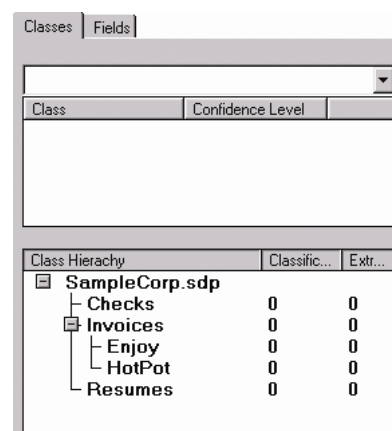 Classes Fields
Class Confidence Level
Class Hierachy Classific... Extr...
SampleCorp.sdp
Checks 0 0
Invoices 0 0
Enjoy 0 0
HotPot 0 0
Resumes 0 0